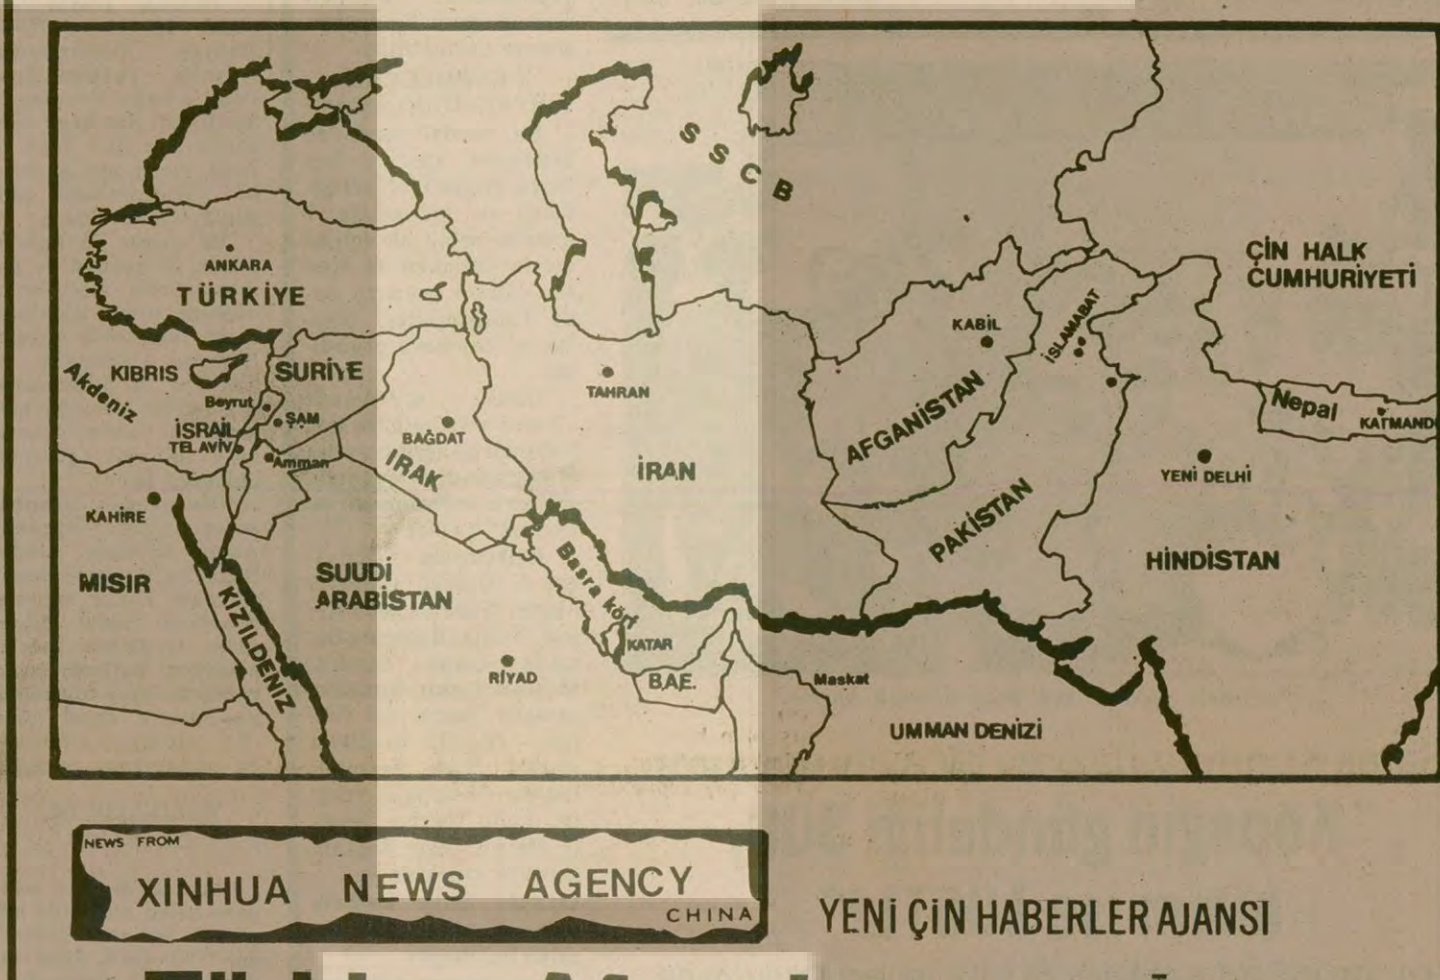 S S C B
ANKARA
TÜRKİYE
ÇİN HALK
CUMHURİYETİ
KABİL
İSLAMABAT
KIBRIS
SURİYE
Akdeniz
TAHRAN
Beyrut
ŞAM
İSRAİL
TELAVİV
Amman
BAĞDAT
IRAK
İRAN
AFGANİSTAN
Nepal
KATMAND
YENİ DELHİ
KAHİRE
PAKİSTAN
MISIR
SUUDİ
ARABİSTAN
Basra körf
HİNDİSTAN
KIZILDENİZ
KATAR
RİYAD
B.A.E.
Maskat
UMMAN DENİZİ
NEWS FROM
XINHUA NEWS AGENCY
CHINA
YENİ ÇİN HABERLER AJANSI